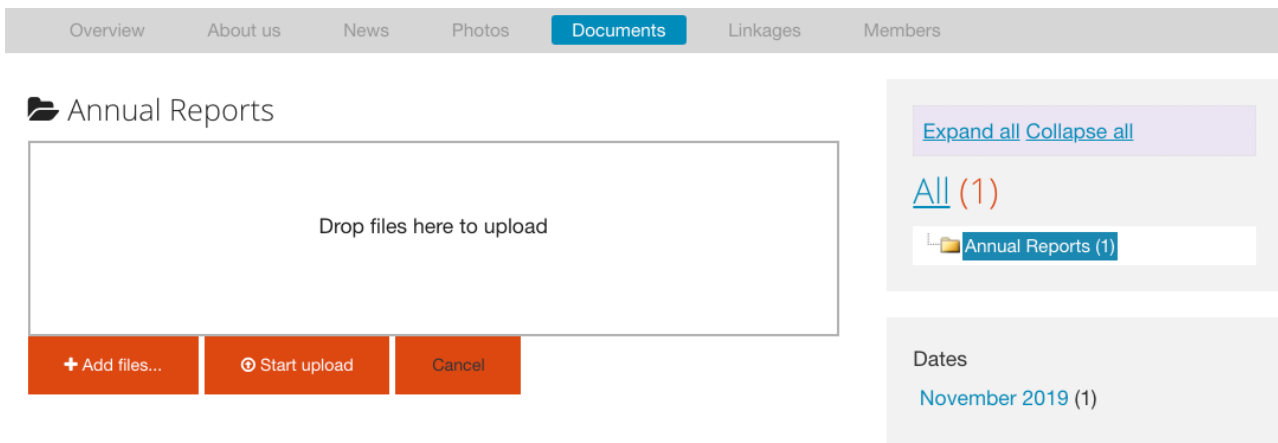 Overview About us News Photos Documents Linkages Members
Annual Reports
Drop files here to upload
Add files... Start upload Cancel
Expand all Collapse all
All (1)
Annual Reports (1)
Dates
November 2019 (1)